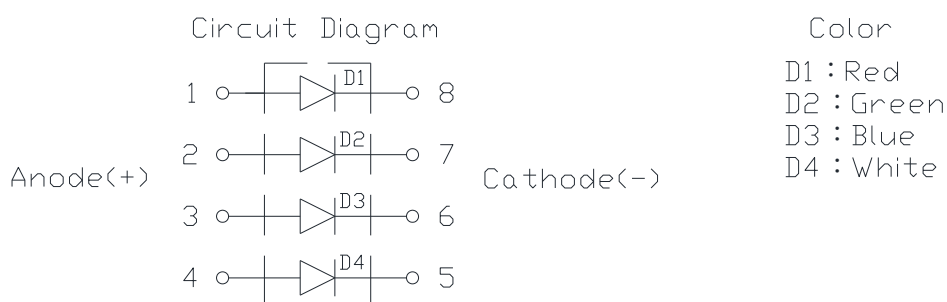 Circuit Diagram
Color
1 D1 8
D1 : Red
2 D2 7
D2 : Green
D3 : Blue
Anode(+)
Cathode(-)
D4 : White
3 D3 6
4 D4 5